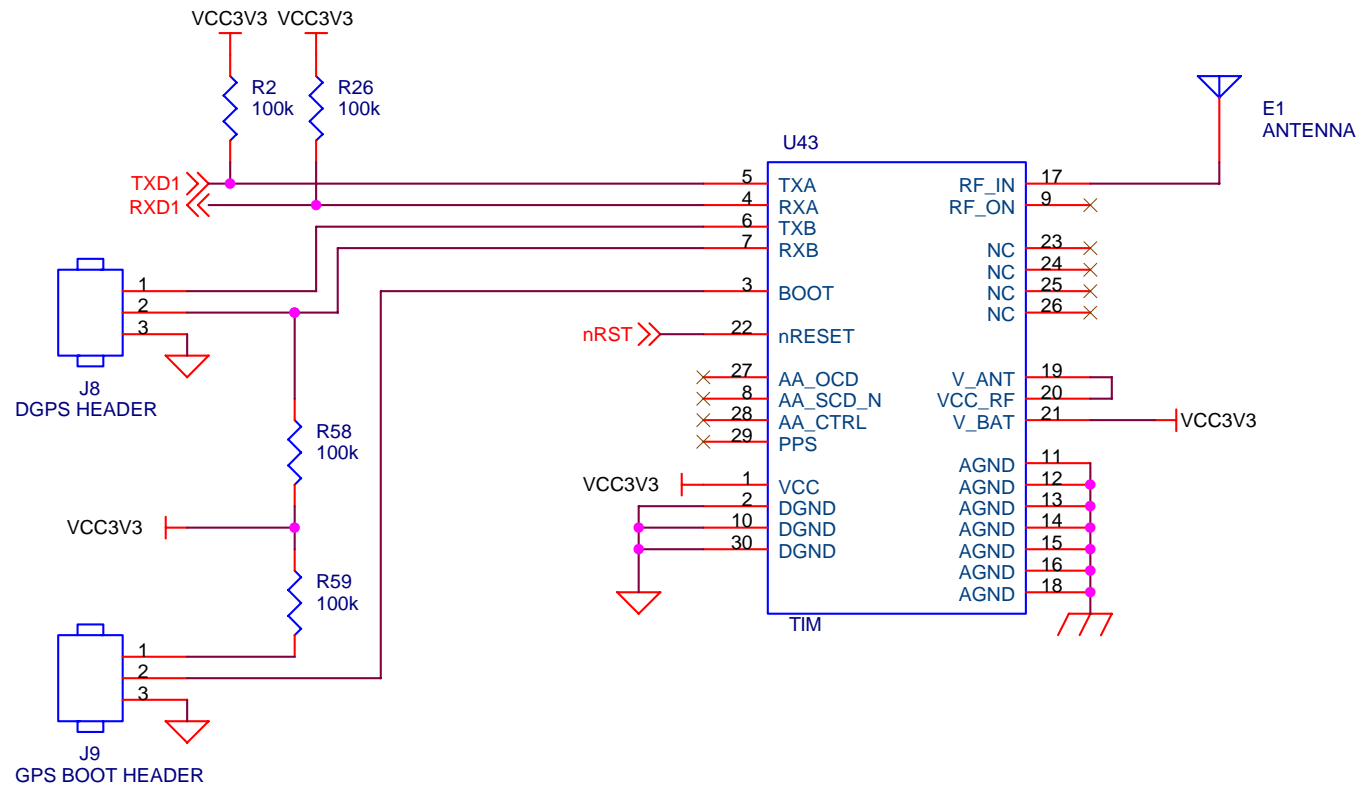 VCC3V3 VCC3V3
R2
100k
R26
100k
E1
ANTENNA
U43
TXD1
RXD1
5 TXA
4 RXA
6 TXB
7 RXB
3 BOOT
nRST
22 nRESET
27 AA_OCD
8 AA_SCD_N
28 AA_CTRL
29 PPS
VCC3V3
1 VCC
2 DGND
10 DGND
30 DGND
RF_IN 17
RF_ON 9
NC 23
NC 24
NC 25
NC 26
V_ANT 19
VCC_RF 20
V_BAT 21
VCC3V3
AGND 11
AGND 12
AGND 13
AGND 14
AGND 15
AGND 16
AGND 18
TIM
1
2
3
J8
DGPS HEADER
R58
100k
VCC3V3
R59
100k
1
2
3
J9
GPS BOOT HEADER